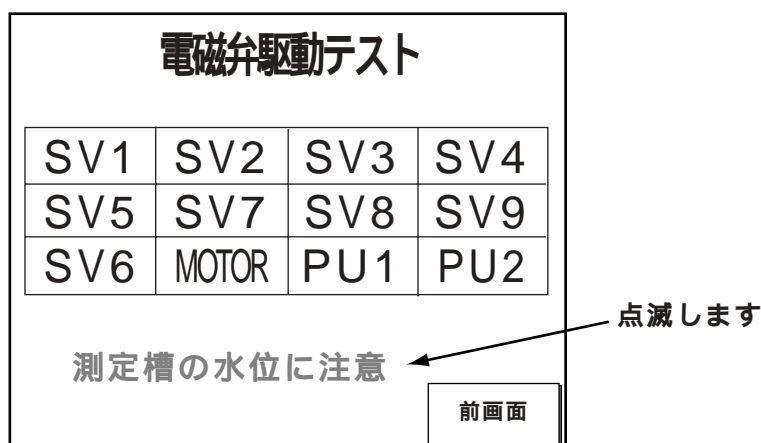 電磁弁駆動テスト
SV1 SV2 SV3 SV4
SV5 SV7 SV8 SV9
SV6 MOTOR PU1 PU2
点滅します
測定槽の水位に注意
前画面